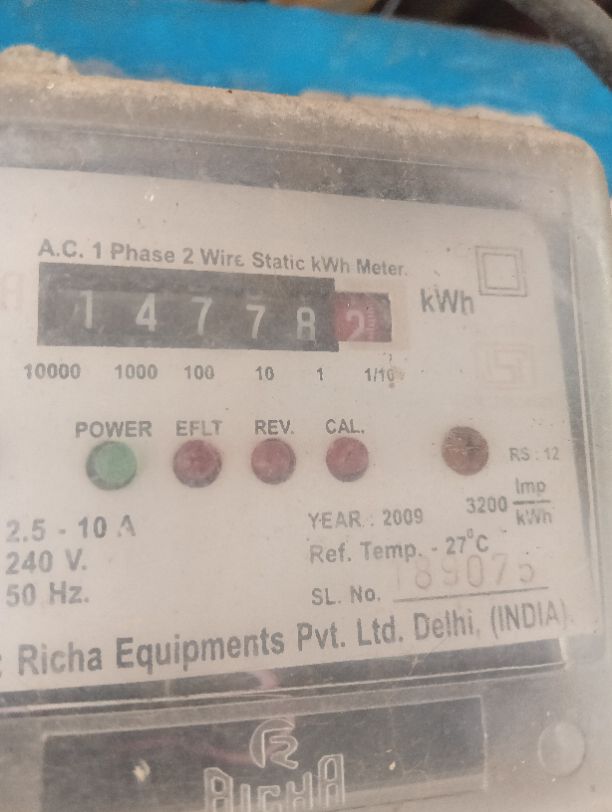 A.C. 1 Phase 2 Wire Static kWh Meter.
1 4 7 7 8 2 kWh
10000 1000 100 10 1 1/10
POWER EFLT REV. CAL.
RS : 12
3200 Imp/kWh
2.5 - 10 A
240 V.
50 Hz.
YEAR : 2009
Ref. Temp. - 27°C
SL. No. 189075
: Richa Equipments Pvt. Ltd. Delhi, (INDIA)
RICHA